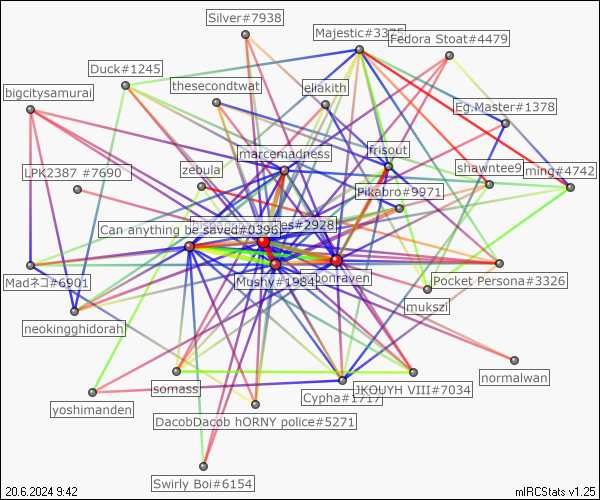 Silver#7938
Majestic#3375
Fedora Stoat#4479
Duck#1245
thesecondtwat
eliakith
bigcitysamurai
Eg.Master#1378
marcemadness
frisout
LPK2387 #7690
zebula
shawntee9
ming#4742
Pikabro#9971
es#2928
Can anything be saved#0396
Madネコ#6901
Mushy#1984
oonraven
Pocket Persona#3326
mukszi
neokingghidorah
somass
Cypha#1717
JKOUYH VIII#7034
normalwan
yoshimanden
DacobDacob hORNY police#5271
Swirly Boi#6154
20.6.2024 9:42
mIRCStats v1.25